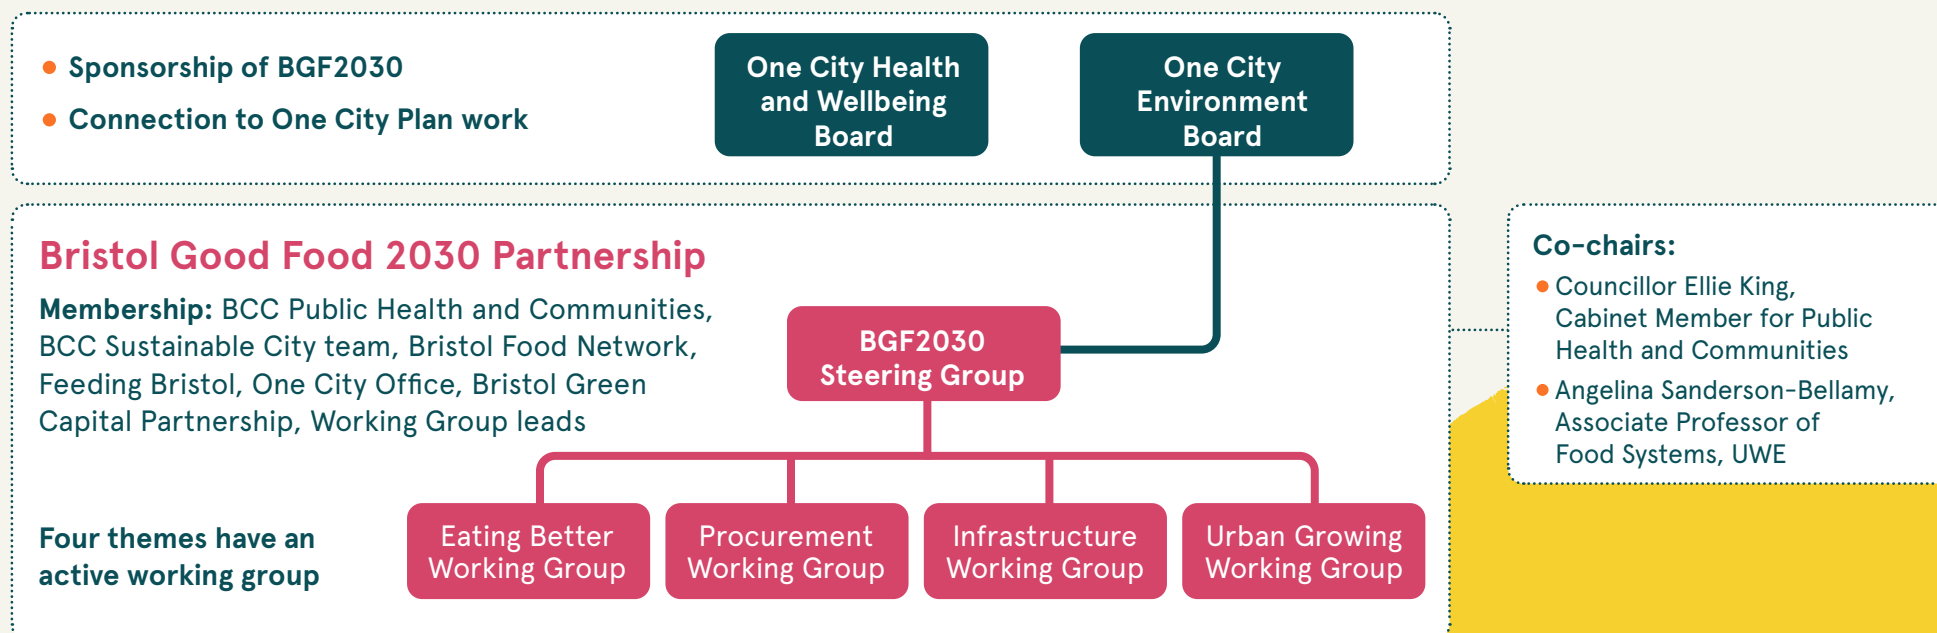 Sponsorship of BGF2030
Connection to One City Plan work
One City Health
and Wellbeing
Board
One City
Environment
Board
Bristol Good Food 2030 Partnership
Membership: BCC Public Health and Communities,
BCC Sustainable City team, Bristol Food Network,
Feeding Bristol, One City Office, Bristol Green
Capital Partnership, Working Group leads
BGF2030
Steering Group
Co-chairs:
Councillor Ellie King,
Cabinet Member for Public
Health and Communities
Angelina Sanderson-Bellamy,
Associate Professor of
Food Systems, UWE
Four themes have an
active working group
Eating Better
Working Group
Procurement
Working Group
Infrastructure
Working Group
Urban Growing
Working Group